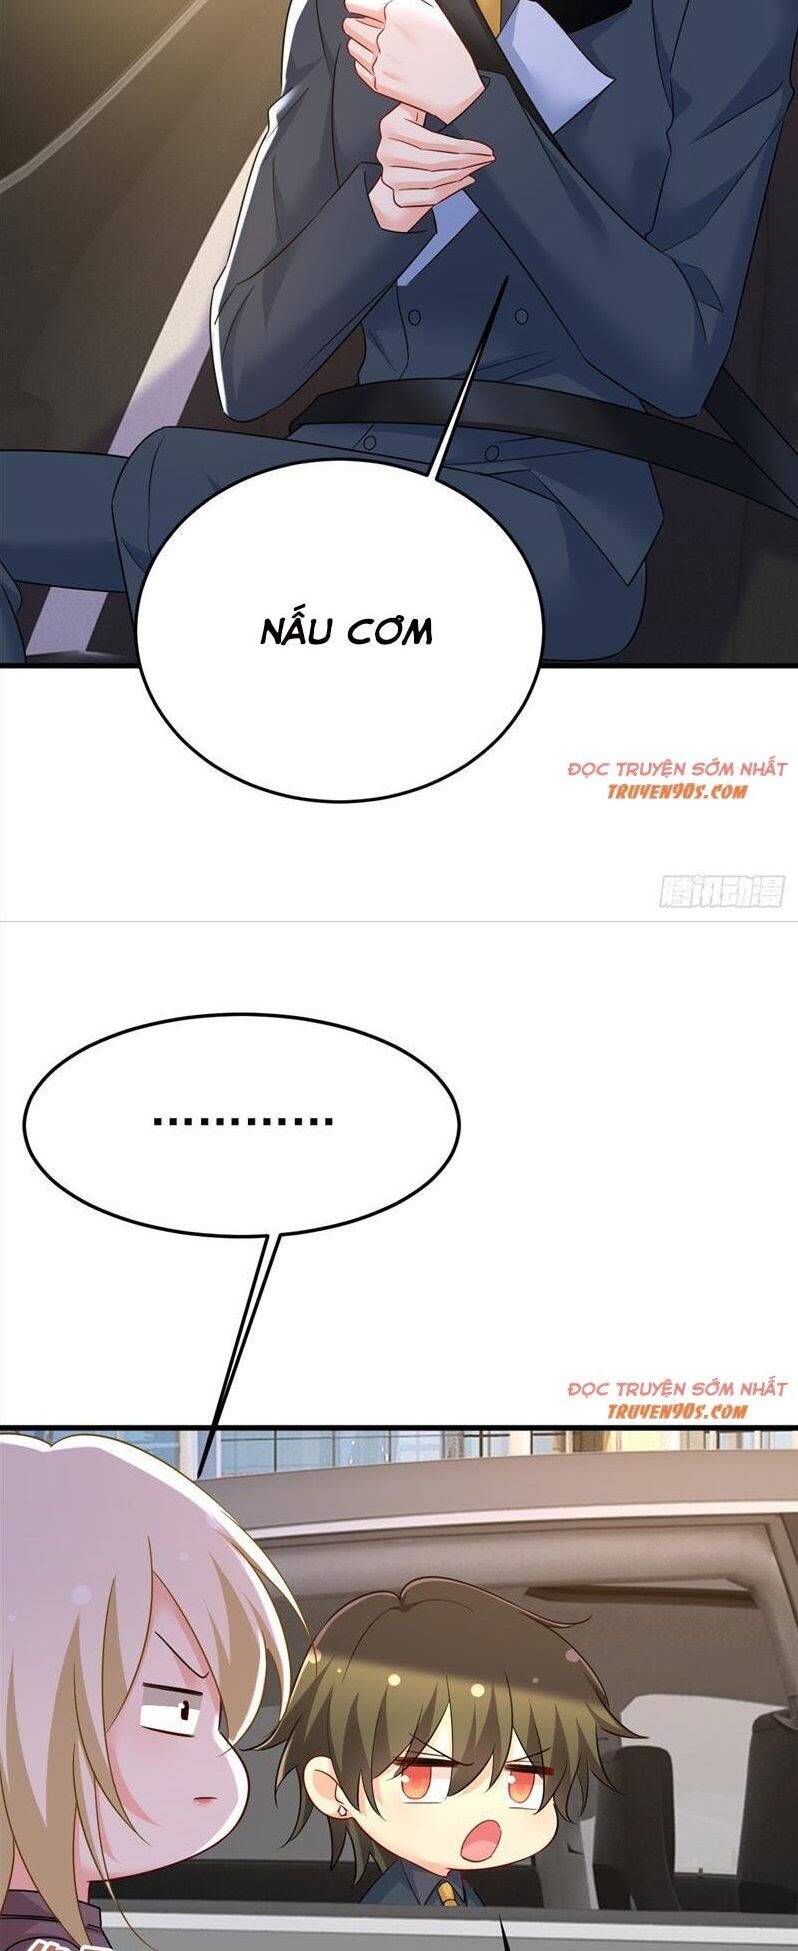 NẤU CƠM
ĐỌC TRUYỆN SỚM NHẤT
TRUYEN90S.COM
腾讯动漫
............
ĐỌC TRUYỆN SỚM NHẤT
TRUYEN90S.COM